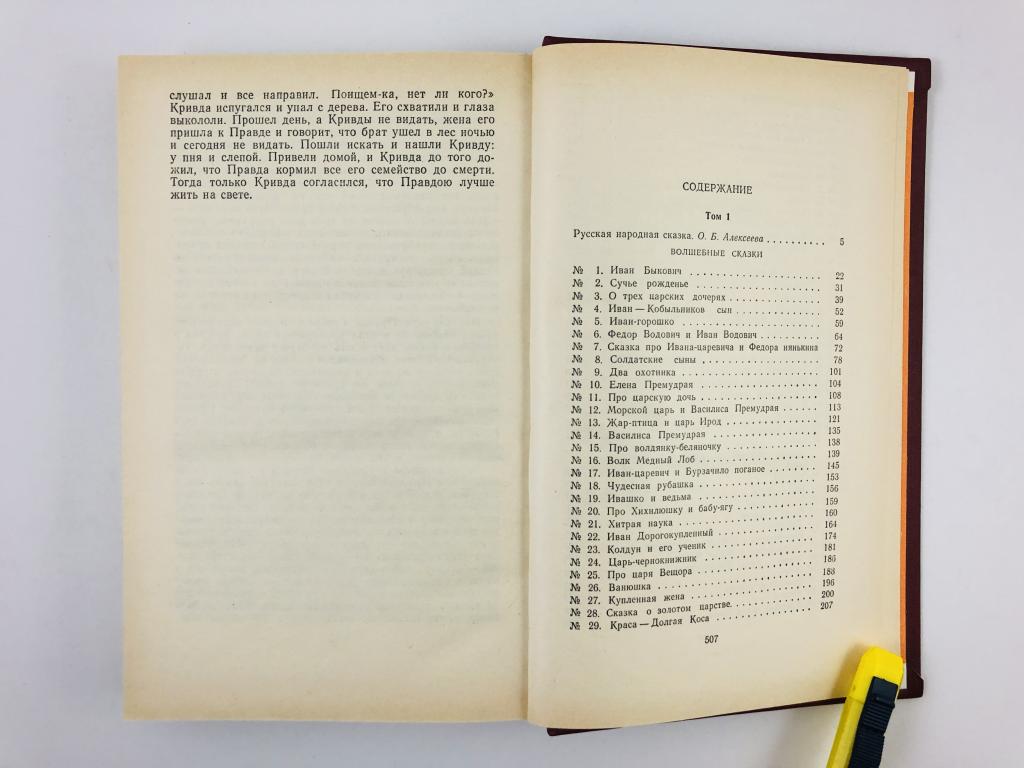 слушал и все направил. Поищем-ка, нет ли кого?»
Кривда испугался и упал с дерева. Его схватили и глаза
выкололи. Прошел день, а Кривды не видать, жена его
пришла к Правде и говорит, что брат ушел в лес ночью
и сегодня не видать. Пошли искать и нашли Кривду:
у пня и слепой. Привели домой, и Кривда до того до-
жил, что Правда кормил все его семейство до смерти.
Тогда только Кривда согласился, что Правдою лучше
жить на свете.
СОДЕРЖАНИЕ
Том 1
Русская народная сказка. О. Б. Алексеева . . . . . . . . . . 5
ВОЛШЕБНЫЕ СКАЗКИ
№ 1. Иван Быкович . . . . . . . . . . 22
№ 2. Сучье рожденье . . . . . . . . . . 31
№ 3. О трех царских дочерях . . . . . . . . . . 39
№ 4. Иван — Кобыльников сын . . . . . . . . . . 52
№ 5. Иван-горошко . . . . . . . . . . 59
№ 6. Федор Водович и Иван Водович . . . . . . . . . . 64
№ 7. Сказка про Ивана-царевича и Федора нянькина 72
№ 8. Солдатские сыны . . . . . . . . . . 78
№ 9. Два охотника . . . . . . . . . . 101
№ 10. Елена Премудрая . . . . . . . . . . 104
№ 11. Про царскую дочь . . . . . . . . . . 108
№ 12. Морской царь и Василиса Премудрая . . . . . . 113
№ 13. Жар-птица и царь Ирод . . . . . . . . . . 121
№ 14. Василиса Премудрая . . . . . . . . . . 135
№ 15. Про волдянку-беляночку . . . . . . . . . . 138
№ 16. Волк Медный Лоб . . . . . . . . . . 139
№ 17. Иван-царевич и Бурзачило поганое . . . . . . . . 145
№ 18. Чудесная рубашка . . . . . . . . . . 153
№ 19. Ивашко и ведьма . . . . . . . . . . 156
№ 20. Про Хихилюшку и бабу-ягу . . . . . . . . . . 159
№ 21. Хитрая наука . . . . . . . . . . 160
№ 22. Иван Дорогокупленный . . . . . . . . . . 164
№ 23. Колдун и его ученик . . . . . . . . . . 174
№ 24. Царь-чернокнижник . . . . . . . . . . 181
№ 25. Про царя Вещора . . . . . . . . . . 186
№ 26. Ванюшка . . . . . . . . . . 188
№ 27. Купленная жена . . . . . . . . . . 196
№ 28. Сказка о золотом царстве. . . . . . . . . . 200
№ 29. Краса — Долгая Коса . . . . . . . . . . 207
507